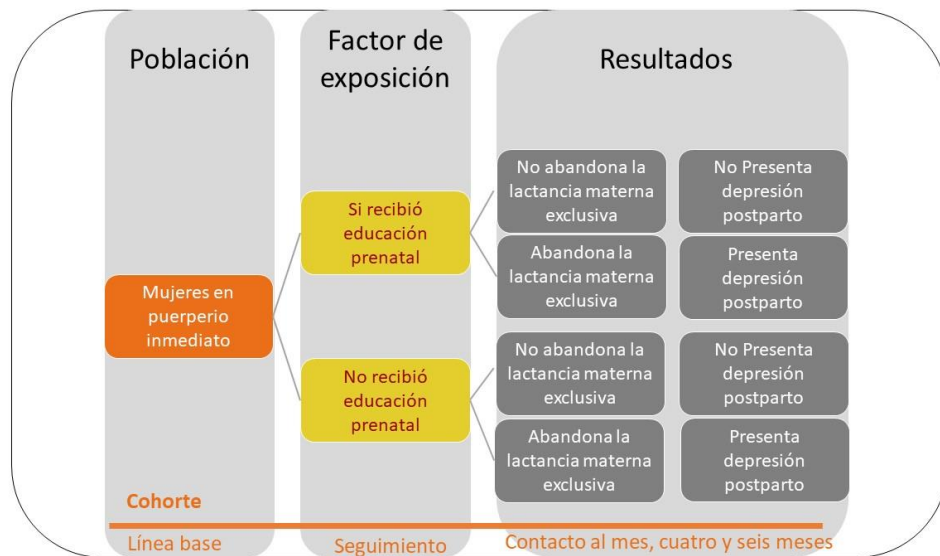 Población
Factor de
exposición
Resultados
Mujeres en
puerperio
inmediato
Si recibió
educación
prenatal
No abandona la
lactancia materna
exclusiva
No Presenta
depresión
postparto
Abandona la
lactancia materna
exclusiva
Presenta
depresión
postparto
No recibió
educación
prenatal
No abandona la
lactancia materna
exclusiva
No Presenta
depresión
postparto
Abandona la
lactancia materna
exclusiva
Presenta
depresión
postparto
Cohorte
Línea base
Seguimiento
Contacto al mes, cuatro y seis meses